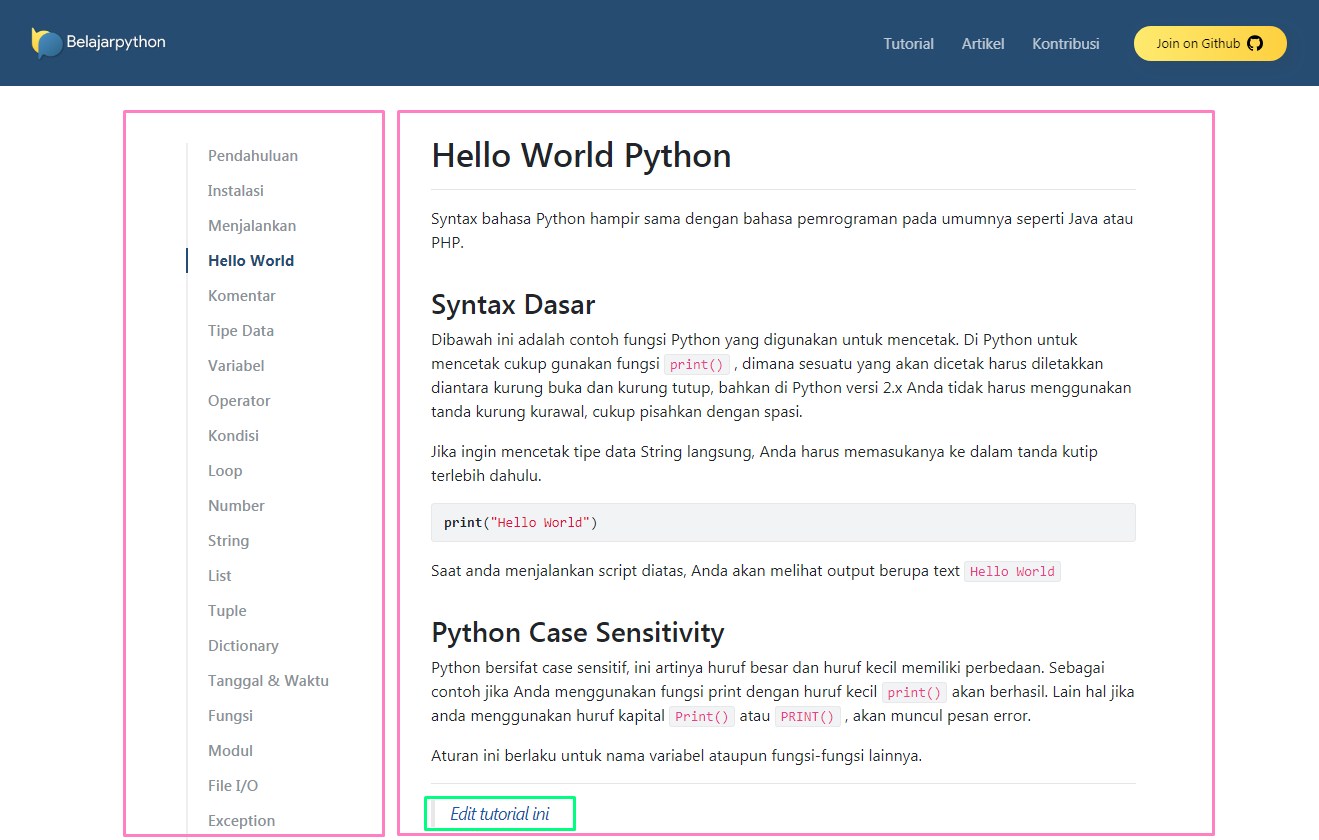 Belajarpython
Tutorial
Artikel
Kontribusi
Join on Github
Pendahuluan
Instalasi
Menjalankan
Hello World
Komentar
Tipe Data
Variabel
Operator
Kondisi
Loop
Number
String
List
Tuple
Dictionary
Tanggal & Waktu
Fungsi
Modul
File I/O
Exception
Hello World Python
Syntax bahasa Python hampir sama dengan bahasa pemrograman pada umumnya seperti Java atau
PHP.
Syntax Dasar
Dibawah ini adalah contoh fungsi Python yang digunakan untuk mencetak. Di Python untuk
mencetak cukup gunakan fungsi print() , dimana sesuatu yang akan dicetak harus diletakkan
diantara kurung buka dan kurung tutup, bahkan di Python versi 2.x Anda tidak harus menggunakan
tanda kurung kurawal, cukup pisahkan dengan spasi.
Jika ingin mencetak tipe data String langsung, Anda harus memasukanya ke dalam tanda kutip
terlebih dahulu.
print("Hello World")
Saat anda menjalankan script diatas, Anda akan melihat output berupa text Hello World
Python Case Sensitivity
Python bersifat case sensitif, ini artinya huruf besar dan huruf kecil memiliki perbedaan. Sebagai
contoh jika Anda menggunakan fungsi print dengan huruf kecil print() akan berhasil. Lain hal jika
anda menggunakan huruf kapital Print() atau PRINT() , akan muncul pesan error.
Aturan ini berlaku untuk nama variabel ataupun fungsi-fungsi lainnya.
Edit tutorial ini